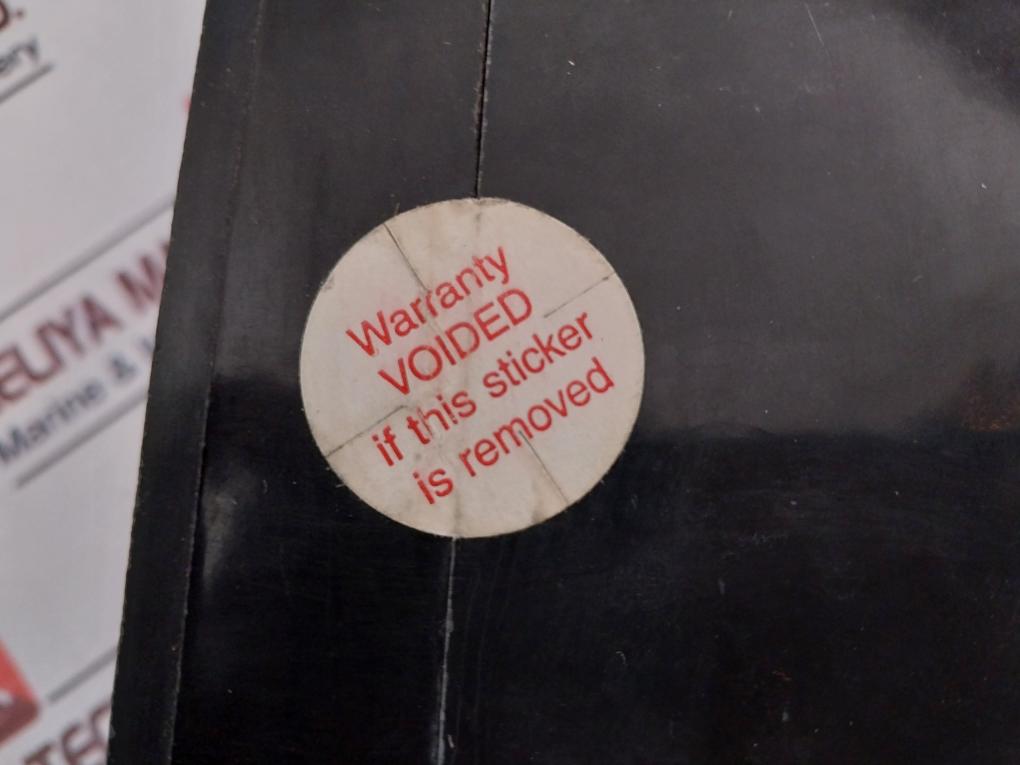 Warranty
VOIDED
if this sticker
is removed
Marine &